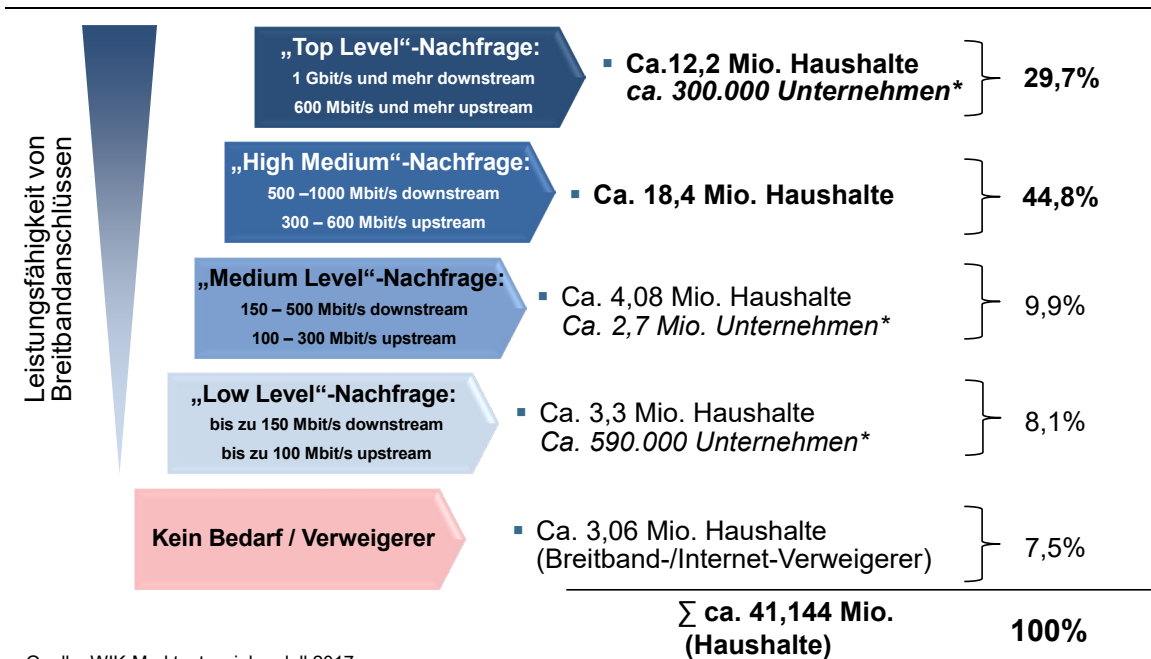 Leistungsfähigkeit von
Breitbandanschlüssen
„Top Level“-Nachfrage:
1 Gbit/s und mehr downstream
600 Mbit/s und mehr upstream
▪ Ca.12,2 Mio. Haushalte
ca. 300.000 Unternehmen*
29,7%
„High Medium“-Nachfrage:
500 –1000 Mbit/s downstream
300 – 600 Mbit/s upstream
▪ Ca. 18,4 Mio. Haushalte
44,8%
„Medium Level“-Nachfrage:
150 – 500 Mbit/s downstream
100 – 300 Mbit/s upstream
▪ Ca. 4,08 Mio. Haushalte
Ca. 2,7 Mio. Unternehmen*
9,9%
„Low Level“-Nachfrage:
bis zu 150 Mbit/s downstream
bis zu 100 Mbit/s upstream
▪ Ca. 3,3 Mio. Haushalte
Ca. 590.000 Unternehmen*
8,1%
Kein Bedarf / Verweigerer
▪ Ca. 3,06 Mio. Haushalte
(Breitband-/Internet-Verweigerer)
7,5%
∑ ca. 41,144 Mio.
(Haushalte)
100%